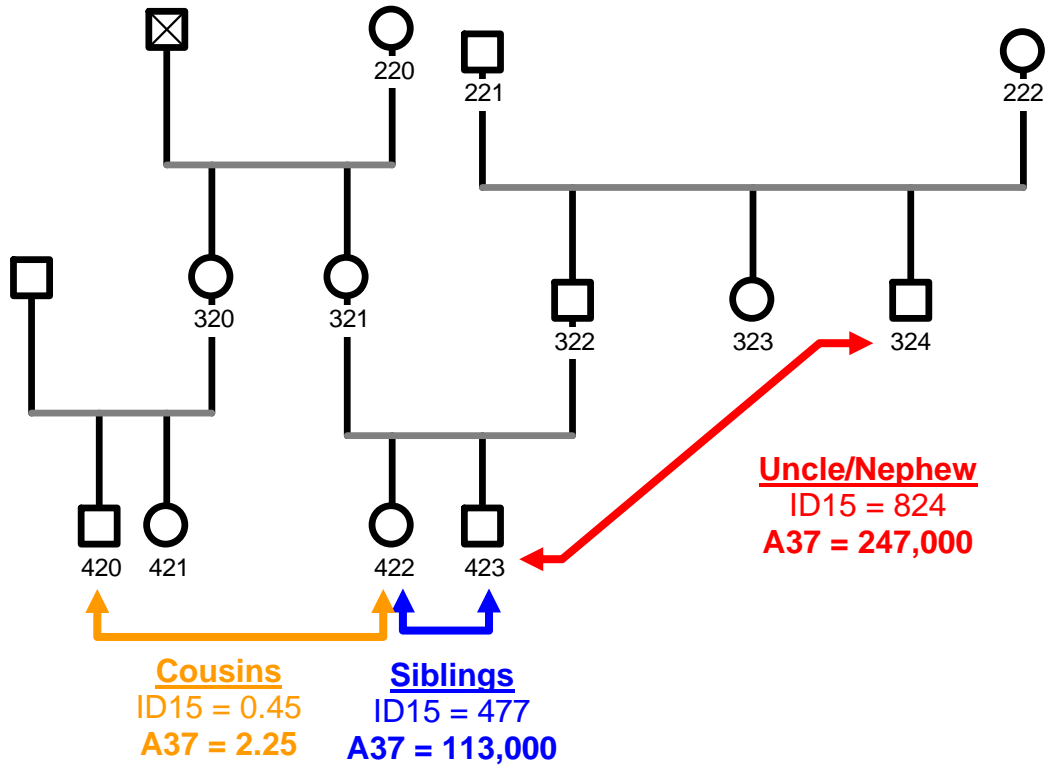 220
221
222
320
321
322
323
324
420
421
422
423
Uncle/Nephew
ID15 = 824
A37 = 247,000
Cousins
ID15 = 0.45
A37 = 2.25
Siblings
ID15 = 477
A37 = 113,000